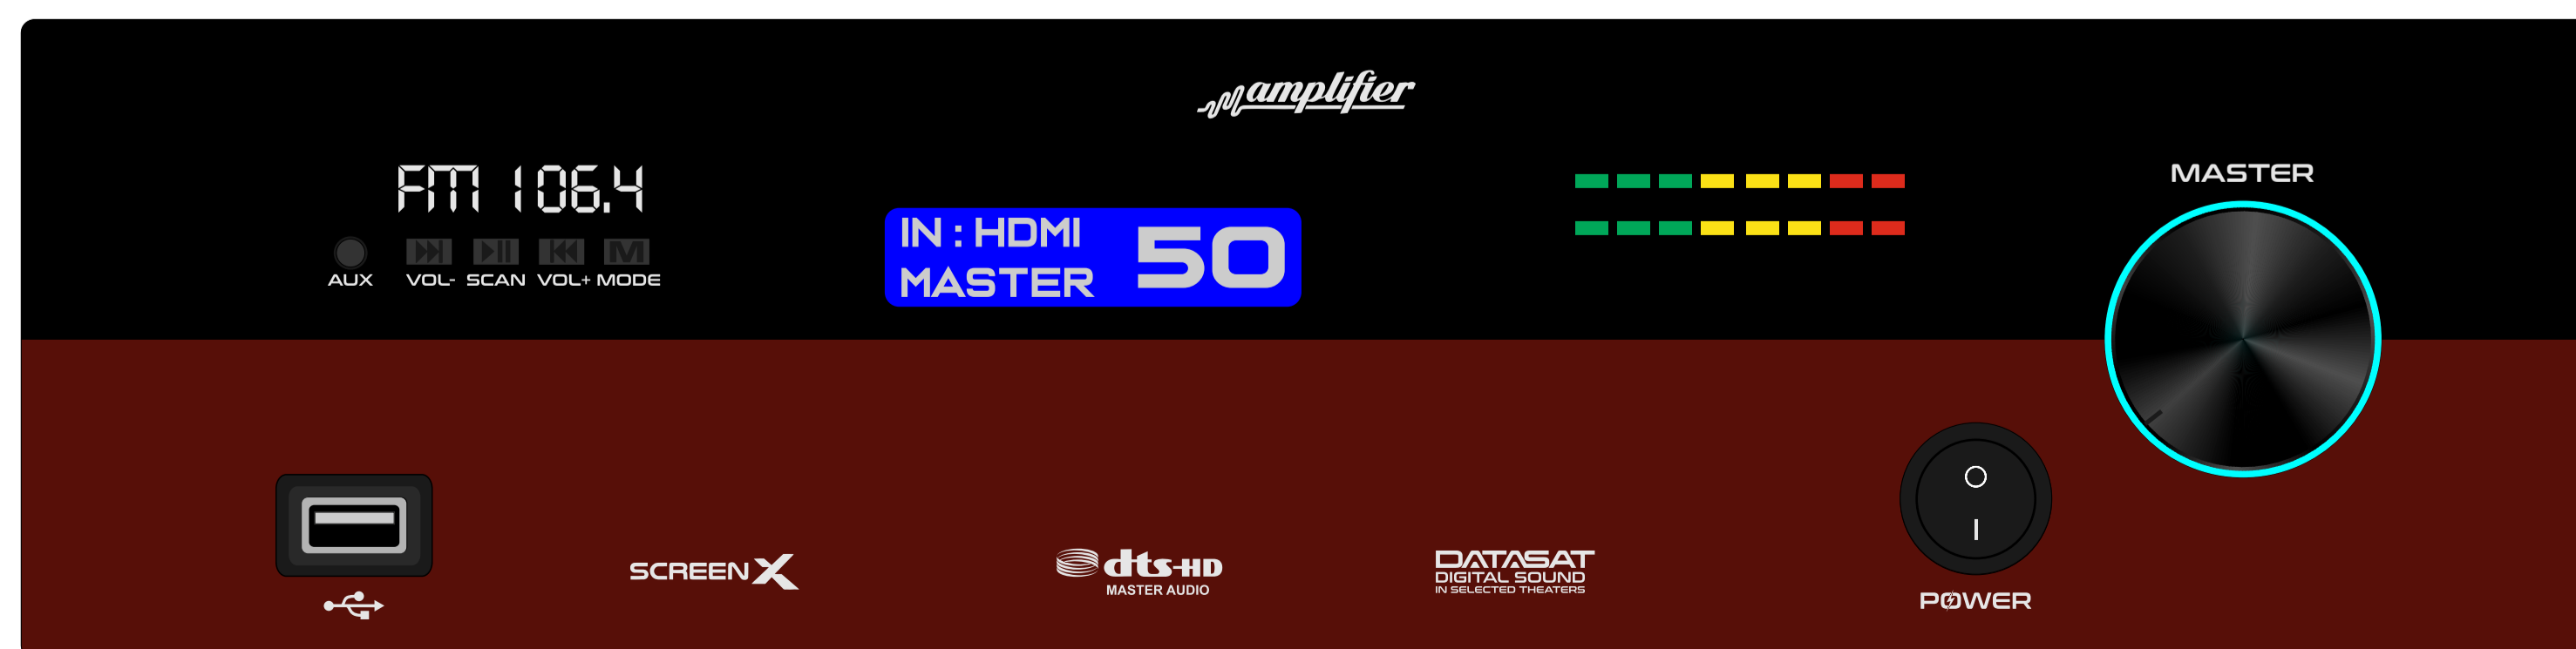 amplifier
FM 106.4
MASTER
IN : HDMI
MASTER
50
M
AUX VOL- SCAN VOL+ MODE
SCREENX
dts-HD
MASTER AUDIO
DATASAT
DIGITAL SOUND
IN SELECTED THEATERS
POWER